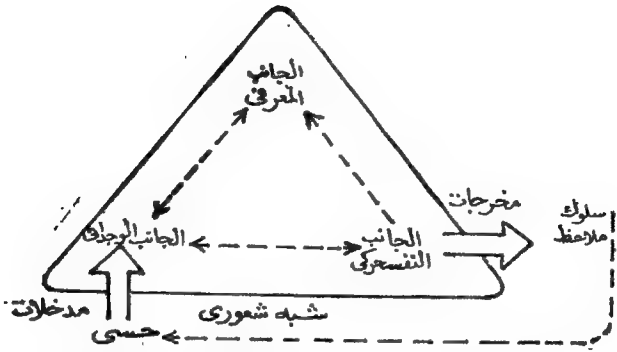 الجانب
المعرفي
مخرجات
سلوك
ملاحظ
الجانب الوجداني
الجانب
النفسحركي
مدخلات
شبه شعوري
حسي